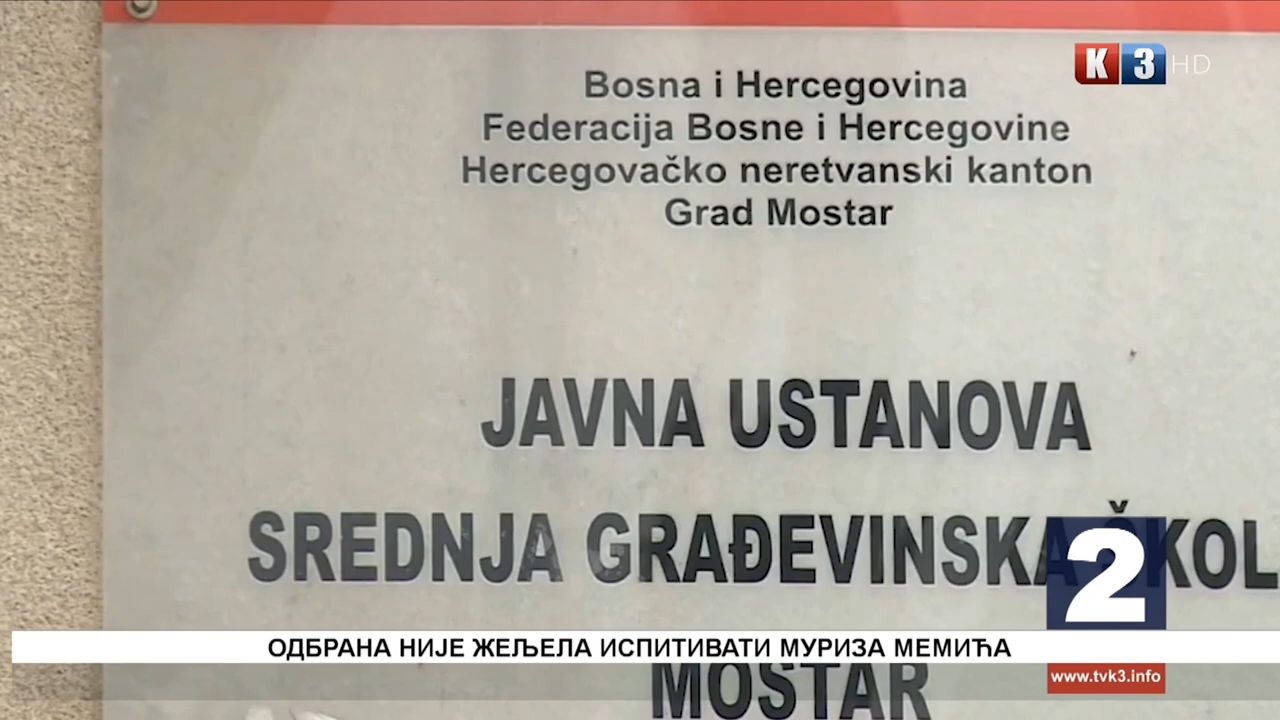 K3 HD
Bosna i Hercegovina
Federacija Bosne i Hercegovine
Hercegovačko neretvanski kanton
Grad Mostar
JAVNA USTANOVA
SREDNJA GRAĐEVINSKA ŠKOL
2
ОДБРАНА НИЈЕ ЖЕЉЕЛА ИСПИТИВАТИ МУРИЗА МЕМИЋА
www.tvk3.info
MOSTAR